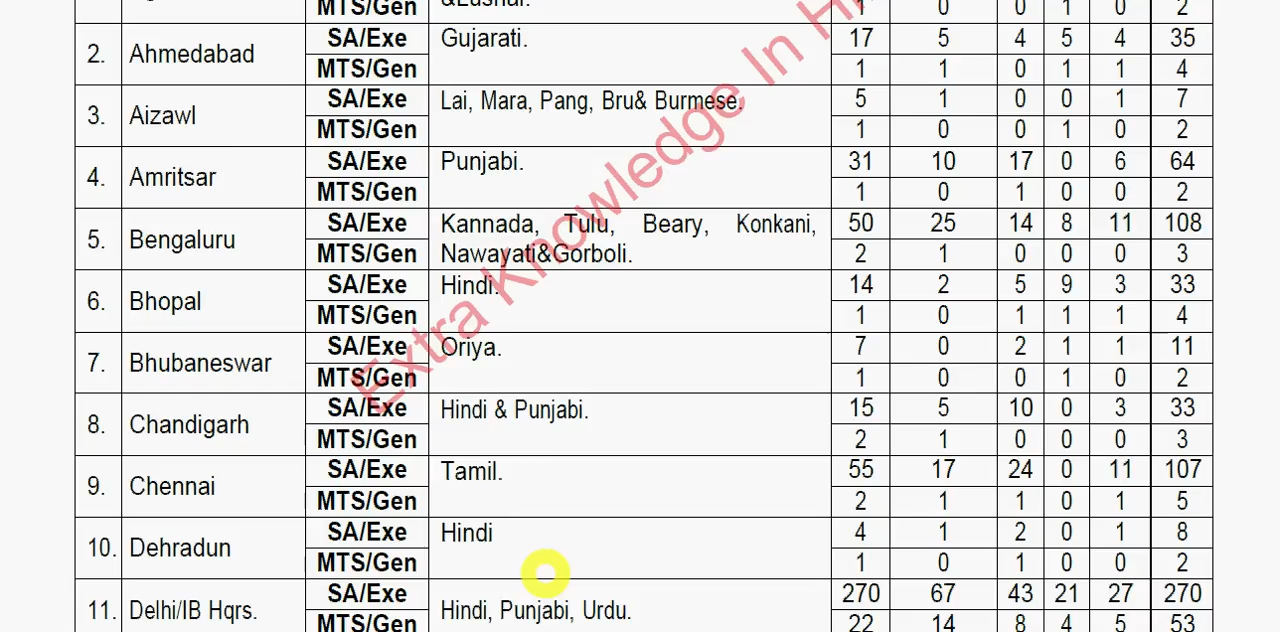 MTS/Gen &Lushai. 1 0 0 1 0 2
2. Ahmedabad SA/Exe Gujarati. 17 5 4 5 4 35
MTS/Gen 1 1 0 1 1 4
3. Aizawl SA/Exe Lai, Mara, Pang, Bru& Burmese. 5 1 0 0 1 7
MTS/Gen 1 0 0 1 0 2
4. Amritsar SA/Exe Punjabi. 31 10 17 0 6 64
MTS/Gen 1 0 1 0 0 2
5. Bengaluru SA/Exe Kannada, Tulu, Beary, Konkani, 50 25 14 8 11 108
MTS/Gen Nawayati&Gorboli. 2 1 0 0 0 3
6. Bhopal SA/Exe Hindi. 14 2 5 9 3 33
MTS/Gen 1 0 1 1 1 4
7. Bhubaneswar SA/Exe Oriya. 7 0 2 1 1 11
MTS/Gen 1 0 0 1 0 2
8. Chandigarh SA/Exe Hindi & Punjabi. 15 5 10 0 3 33
MTS/Gen 2 1 0 0 0 3
9. Chennai SA/Exe Tamil. 55 17 24 0 11 107
MTS/Gen 2 1 1 0 1 5
10. Dehradun SA/Exe Hindi 4 1 2 0 1 8
MTS/Gen 1 0 1 0 0 2
11. Delhi/IB Hqrs. SA/Exe Hindi, Punjabi, Urdu. 270 67 43 21 27 270
MTS/Gen 22 14 8 4 5 53
Extra Knowledge In Hi